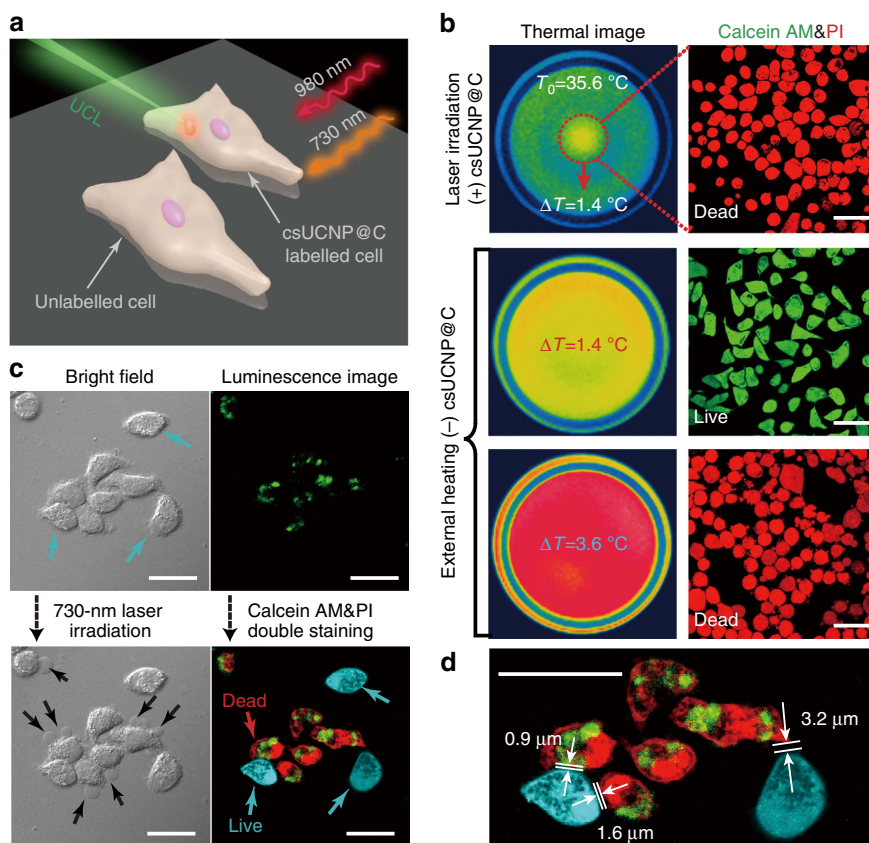 a
UCL
980 nm
730 nm
csUCNP@C
labelled cell
Unlabelled cell
b
Thermal image
Calcein AM&PI
Laser irradiation
(+) csUCNP@C
T0=35.6 °C
ΔT=1.4 °C
Dead
External heating (−) csUCNP@C
ΔT=1.4 °C
Live
ΔT=3.6 °C
Dead
c
Bright field
Luminescence image
730-nm laser
irradiation
Calcein AM&PI
double staining
Dead
Live
d
0.9 μm
3.2 μm
1.6 μm